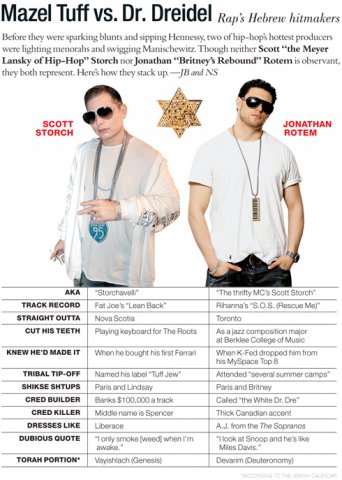 Mazel Tuff vs. Dr. Dreidel Rap's Hebrew hitmakers
Before they were sparking blunts and sipping Hennessy, two of hip-hop's hottest producers
were lighting menorahs and swigging Manischewitz. Though neither Scott "the Meyer
Lansky of Hip-Hop" Storch nor Jonathan "Britney's Rebound" Rotem is observant,
they both represent. Here's how they stack up. —JB and NS
SCOTT
STORCH
JONATHAN
ROTEM
95
AKA "Storchavelli" "The thrifty MC's Scott Storch"
TRACK RECORD Fat Joe's "Lean Back" Rihanna's "S.O.S. (Rescue Me)"
STRAIGHT OUTTA Nova Scotia Toronto
CUT HIS TEETH Playing keyboard for The Roots As a jazz composition major
at Berklee College of Music
KNEW HE'D MADE IT When he bought his first Ferrari When K-Fed dropped him from
his MySpace Top 8
TRIBAL TIP-OFF Named his label "Tuff Jew" Attended "several summer camps"
SHIKSE SHTUPS Paris and Lindsay Paris and Britney
CRED BUILDER Banks $100,000 a track Called "the White Dr. Dre"
CRED KILLER Middle name is Spencer Thick Canadian accent
DRESSES LIKE Liberace A.J. from the The Sopranos
DUBIOUS QUOTE "I only smoke [weed] when I'm
awake." "I look at Snoop and he's like
Miles Davis."
TORAH PORTION* Vayishlach (Genesis) Devarim (Deuteronomy)
*ACCORDING TO THE JEWISH CALENDAR